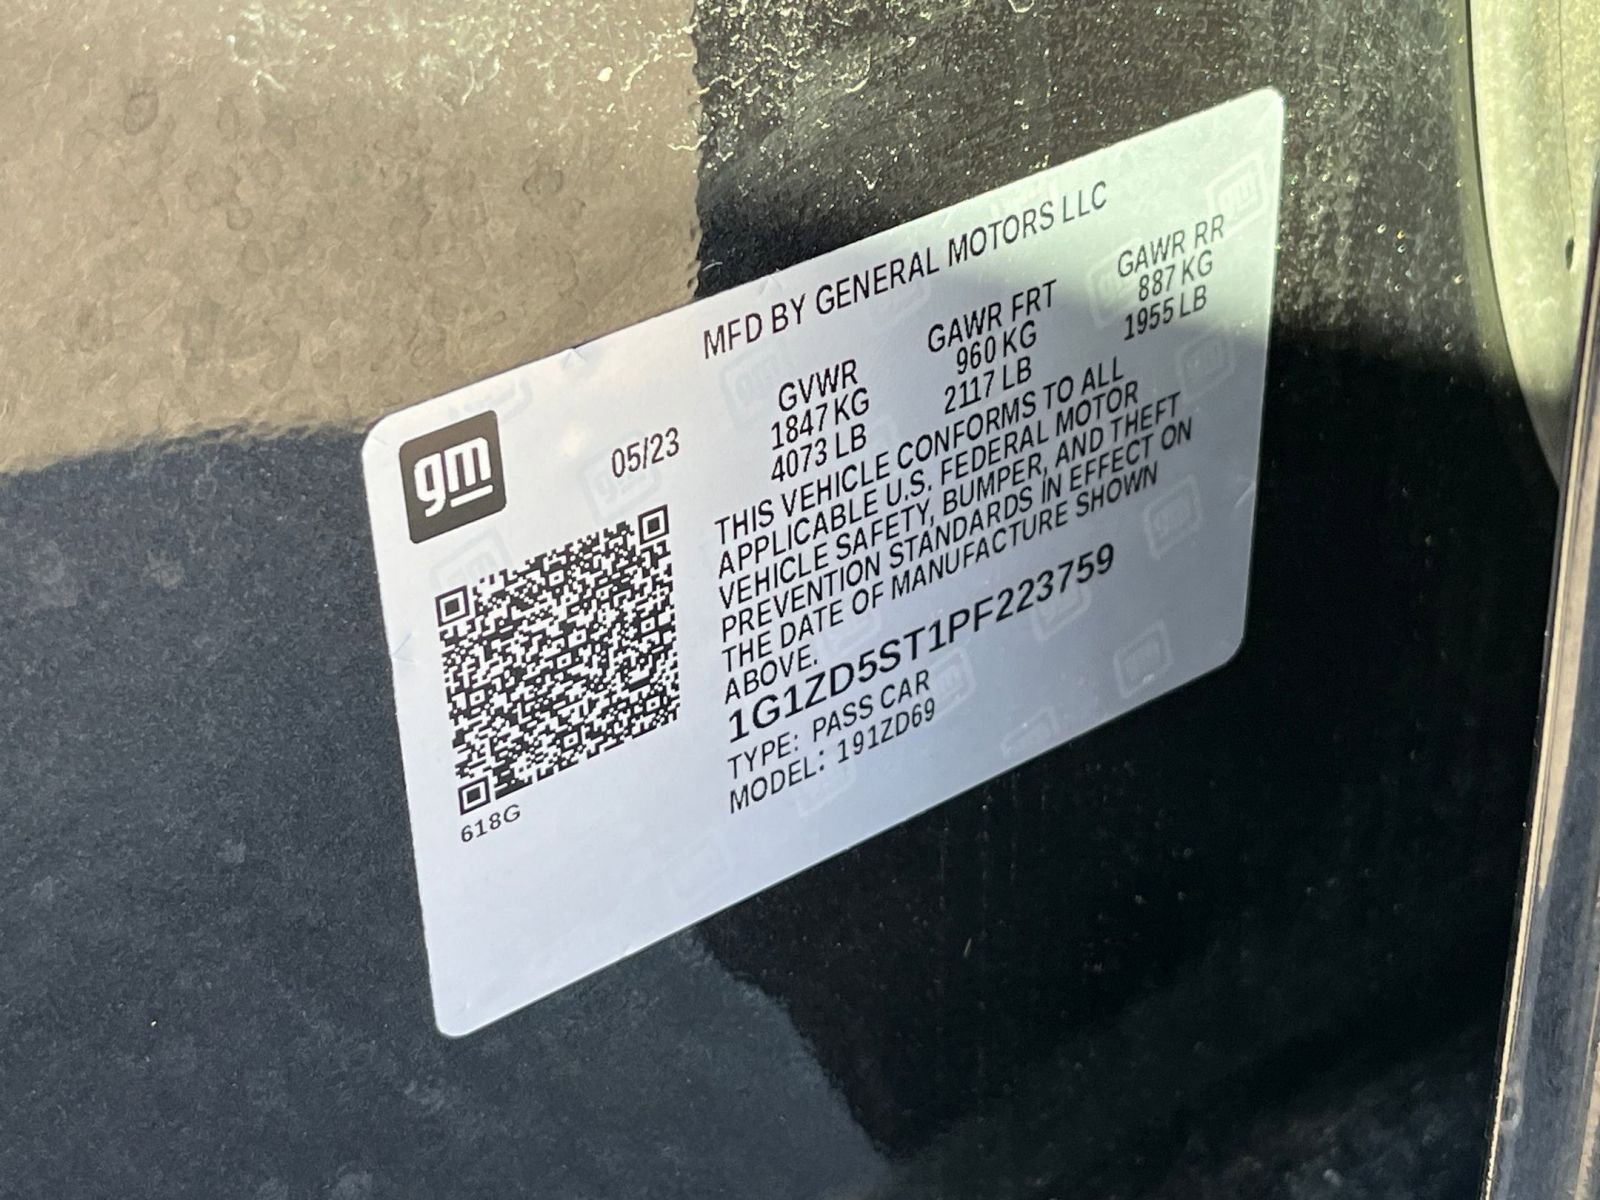 MFD BY GENERAL MOTORS LLC
gm
05/23
GVWR GAWR FRT GAWR RR
1847 KG 960 KG 887 KG
4073 LB 2117 LB 1955 LB
THIS VEHICLE CONFORMS TO ALL
APPLICABLE U.S. FEDERAL MOTOR
VEHICLE SAFETY, BUMPER, AND THEFT
PREVENTION STANDARDS IN EFFECT ON
THE DATE OF MANUFACTURE SHOWN
ABOVE.
1G1ZD5ST1PF223759
TYPE: PASS CAR
MODEL: 191ZD69
618G